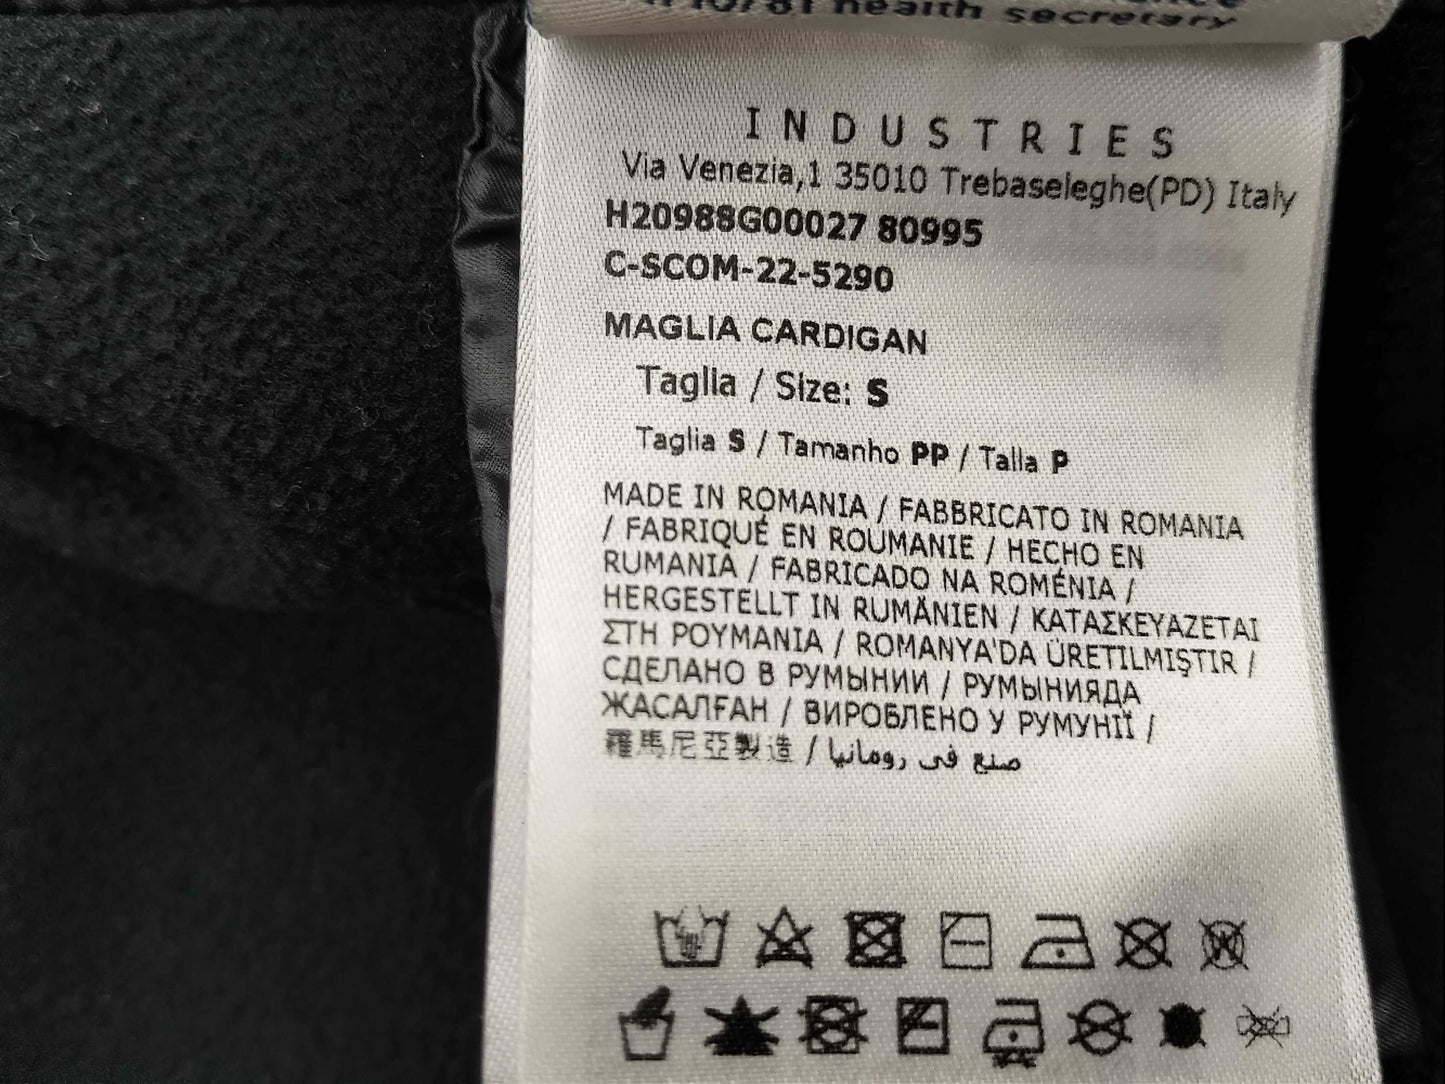 health secretary
INDUSTRIES
Via Venezia,1 35010 Trebaseleghe(PD) Italy
H20988G00027 80995
C-SCOM-22-5290
MAGLIA CARDIGAN
Taglia / Size: S
Taglia S / Tamanho PP / Talla P
MADE IN ROMANIA / FABBRICATO IN ROMANIA
/ FABRIQUÉ EN ROUMANIE / HECHO EN
RUMANIÀ / FABRICADO NA ROMÉNIA /
HERGESTELLT IN RUMÄNIEN / ΚΑΤΑΣΚΕΥΑΖΕΤΑΙ
ΣΤΗ ΡΟΥΜΑΝΙΑ / ROMANYA'DA ÜRETILMIŞTIR /
СДЕЛАНО В РУМЫНИИ / РУМЫНИЯДА
ЖАСАЛҒАН / ВИРОБЛЕНО У РУМУНІЇ /
羅馬尼亞製造 / صنع في رومانيا